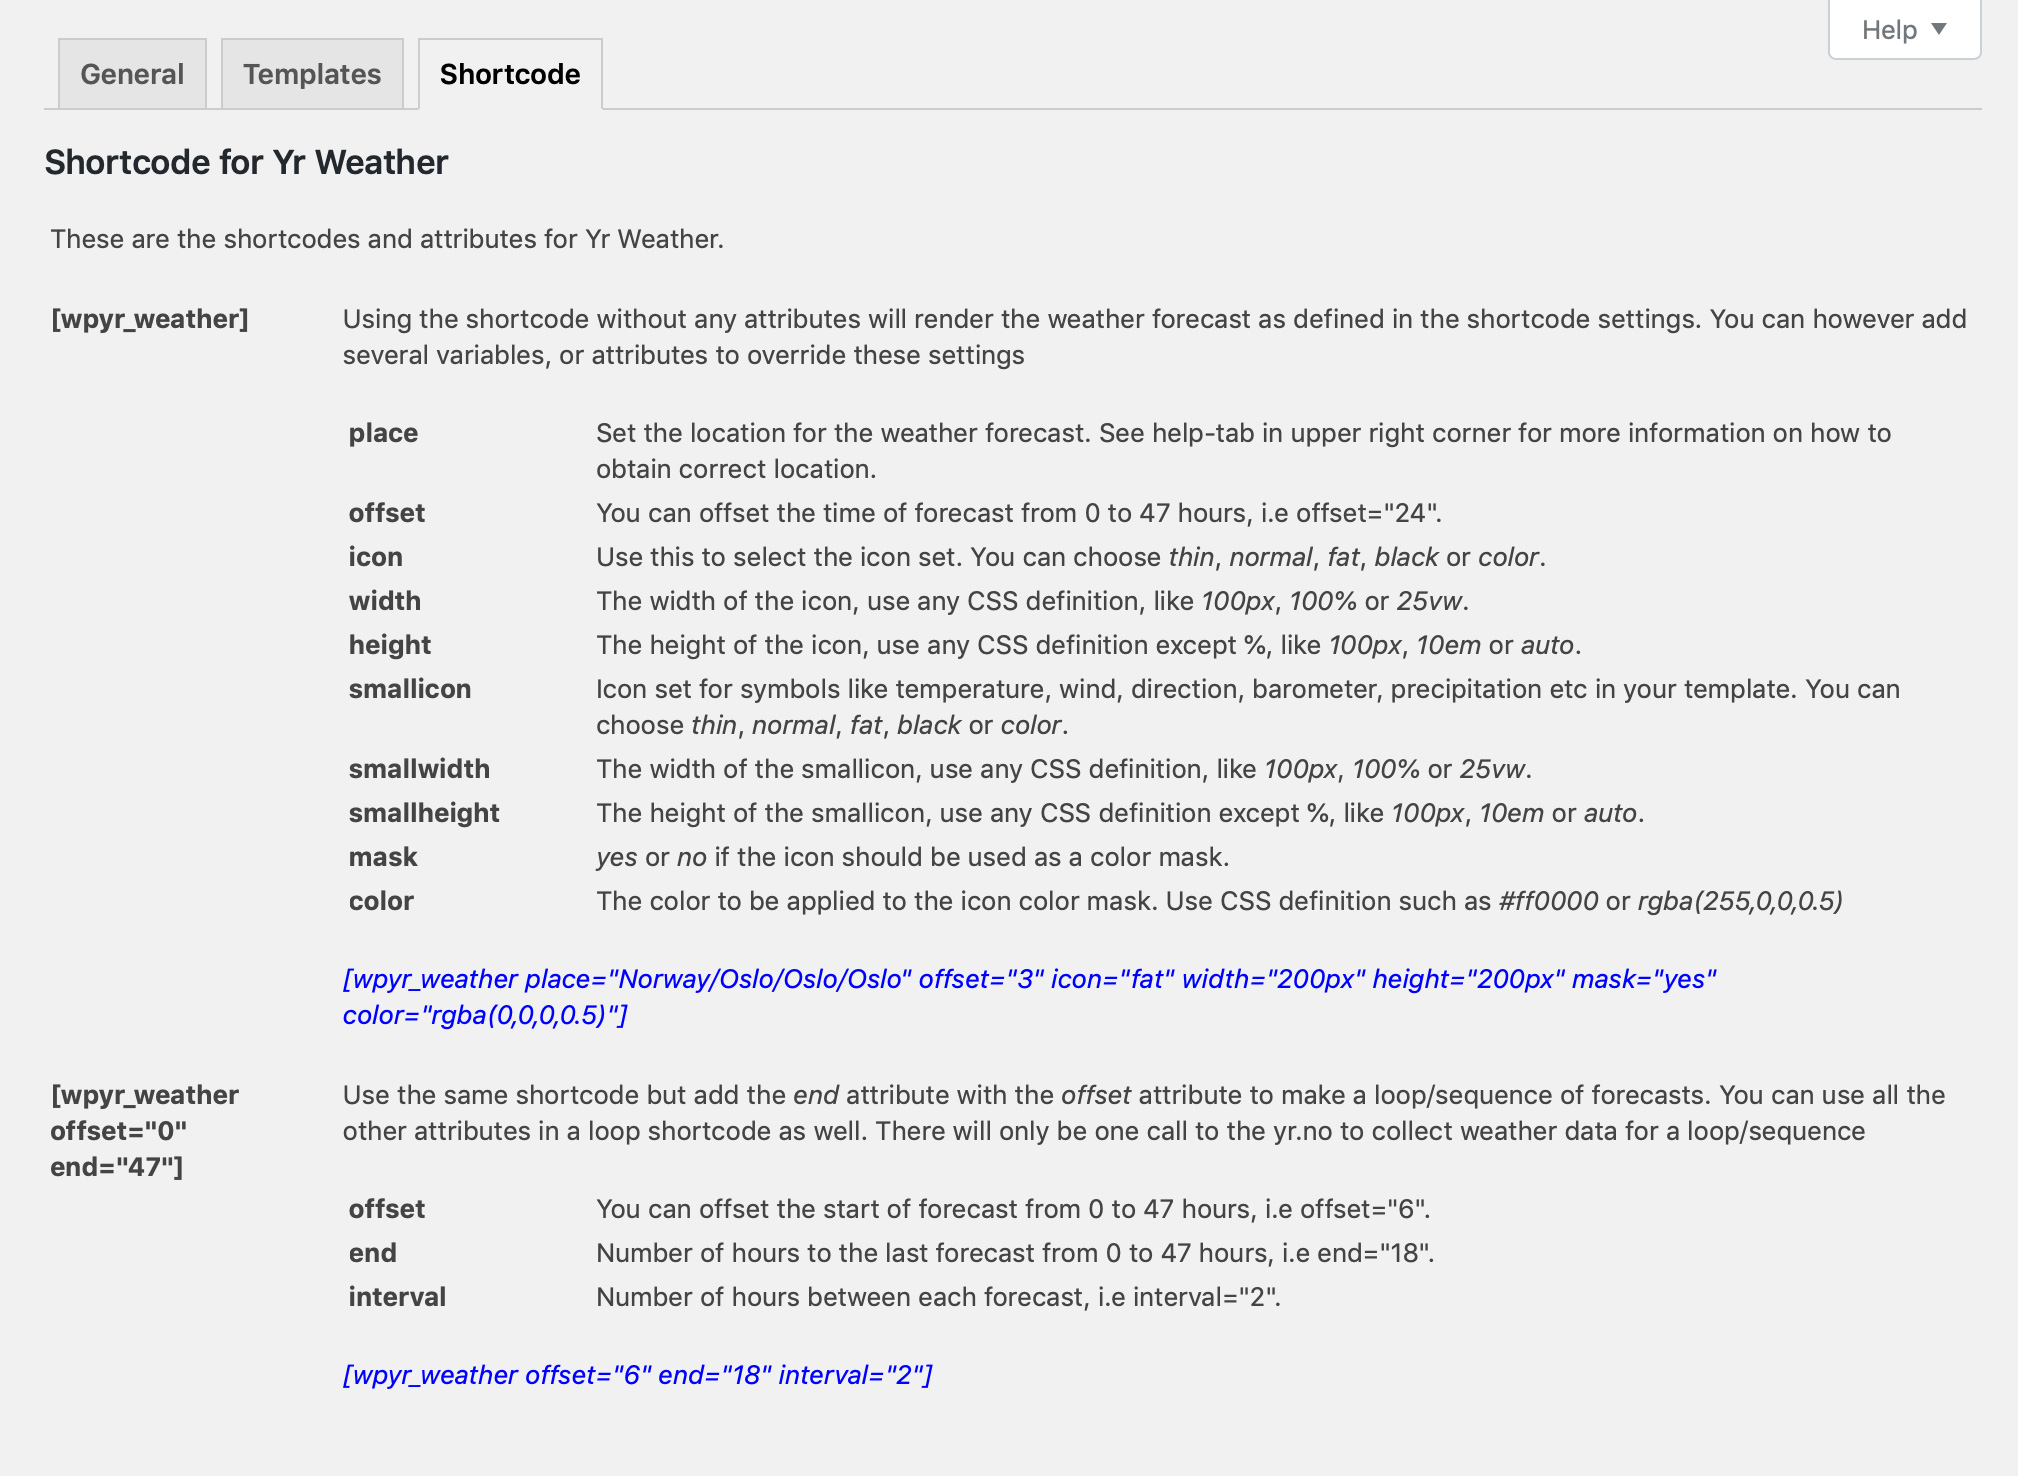 Help ▼
General
Templates
Shortcode
Shortcode for Yr Weather
These are the shortcodes and attributes for Yr Weather.
[wpyr_weather]
Using the shortcode without any attributes will render the weather forecast as defined in the shortcode settings. You can however add
several variables, or attributes to override these settings
place
Set the location for the weather forecast. See help-tab in upper right corner for more information on how to
obtain correct location.
offset
You can offset the time of forecast from 0 to 47 hours, i.e offset="24".
icon
Use this to select the icon set. You can choose thin, normal, fat, black or color.
width
The width of the icon, use any CSS definition, like 100px, 100% or 25vw.
height
The height of the icon, use any CSS definition except %, like 100px, 10em or auto.
smallicon
Icon set for symbols like temperature, wind, direction, barometer, precipitation etc in your template. You can
choose thin, normal, fat, black or color.
smallwidth
The width of the smallicon, use any CSS definition, like 100px, 100% or 25vw.
smallheight
The height of the smallicon, use any CSS definition except %, like 100px, 10em or auto.
mask
yes or no if the icon should be used as a color mask.
color
The color to be applied to the icon color mask. Use CSS definition such as #ff0000 or rgba(255,0,0,0.5)
[wpyr_weather place="Norway/Oslo/Oslo/Oslo" offset="3" icon="fat" width="200px" height="200px" mask="yes"
color="rgba(0,0,0,0.5)"]
[wpyr_weather
offset="0"
end="47"]
Use the same shortcode but add the end attribute with the offset attribute to make a loop/sequence of forecasts. You can use all the
other attributes in a loop shortcode as well. There will only be one call to the yr.no to collect weather data for a loop/sequence
offset
You can offset the start of forecast from 0 to 47 hours, i.e offset="6".
end
Number of hours to the last forecast from 0 to 47 hours, i.e end="18".
interval
Number of hours between each forecast, i.e interval="2".
[wpyr_weather offset="6" end="18" interval="2"]